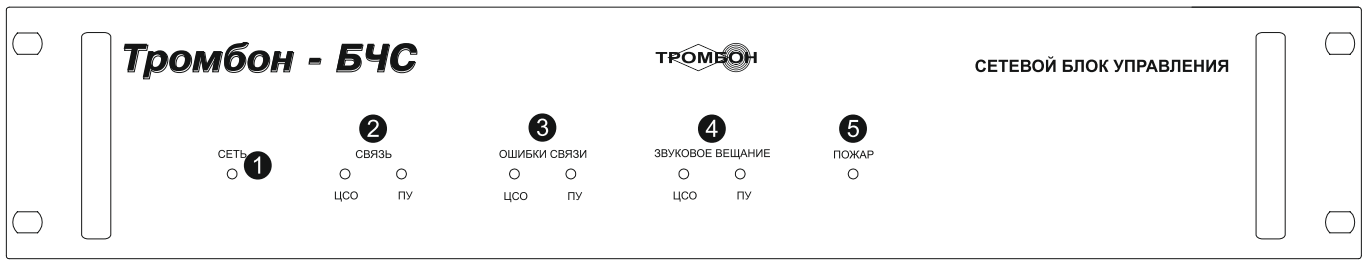 Тромбон - БЧС
ТРОМБОН
СЕТЕВОЙ БЛОК УПРАВЛЕНИЯ
2
3
4
5
СЕТЬ
1
СВЯЗЬ
ОШИБКИ СВЯЗИ
ЗВУКОВОЕ ВЕЩАНИЕ
ПОЖАР
ЦСО ПУ
ЦСО ПУ
ЦСО ПУ